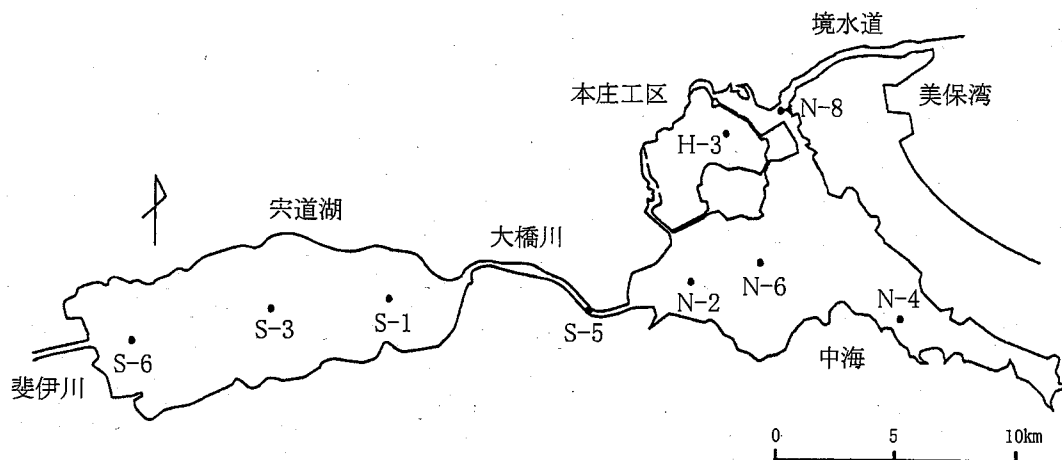 境水道
本庄工区
美保湾
N-8
H-3
宍道湖
大橋川
N-6
N-2
S-1
S-3
N-4
S-5
S-6
中海
斐伊川
0 5 10km